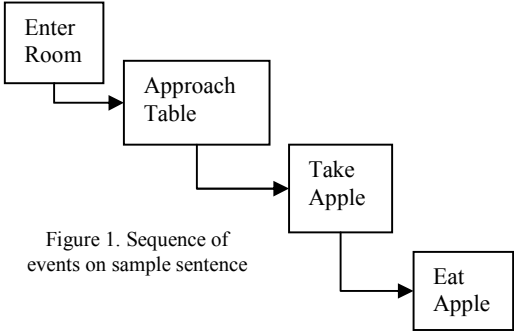 Enter
Room
Approach
Table
Take
Apple
Figure 1. Sequence of
events on sample sentence
Eat
Apple